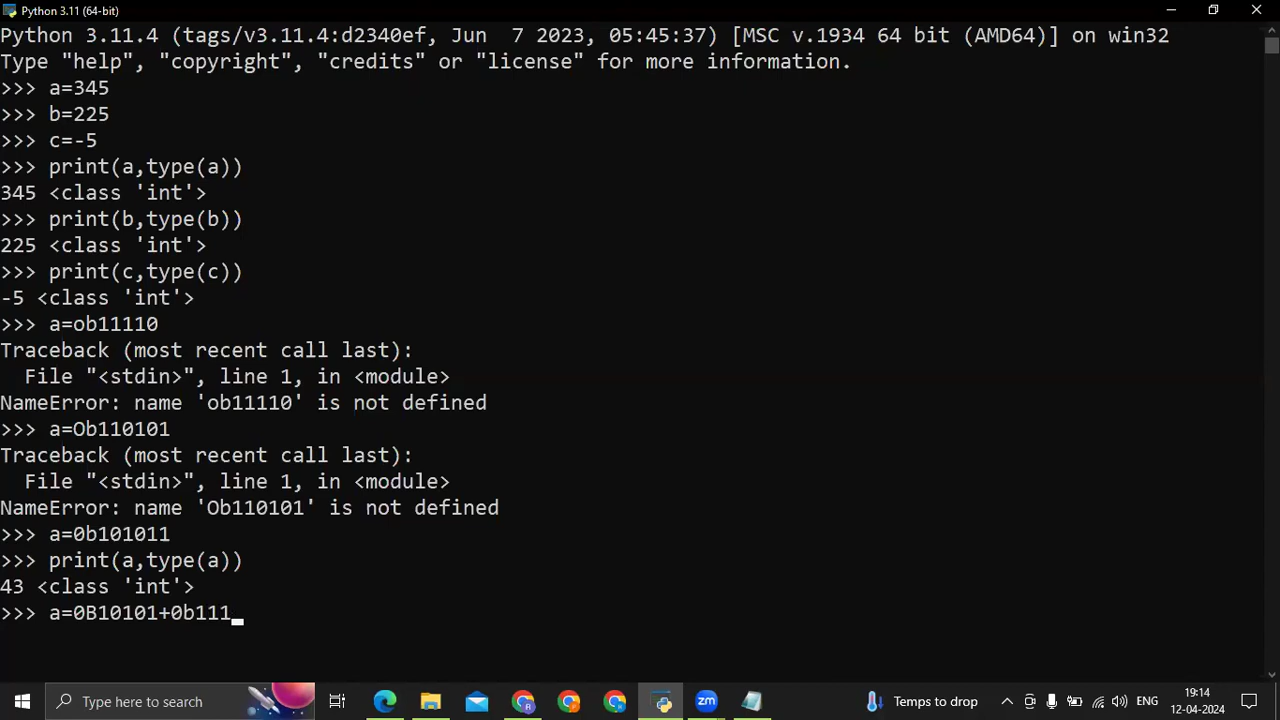 Python 3.11 (64-bit)
Python 3.11.4 (tags/v3.11.4:d2340ef, Jun  7 2023, 05:45:37) [MSC v.1934 64 bit (AMD64)] on win32
Type "help", "copyright", "credits" or "license" for more information.
>>> a=345
>>> b=225
>>> c=-5
>>> print(a,type(a))
345 <class 'int'>
>>> print(b,type(b))
225 <class 'int'>
>>> print(c,type(c))
-5 <class 'int'>
>>> a=ob11110
Traceback (most recent call last):
  File "<stdin>", line 1, in <module>
NameError: name 'ob11110' is not defined
>>> a=Ob110101
Traceback (most recent call last):
  File "<stdin>", line 1, in <module>
NameError: name 'Ob110101' is not defined
>>> a=0b101011
>>> print(a,type(a))
43 <class 'int'>
>>> a=0B10101+0b111
Type here to search
zm
Temps to drop
ENG
19:14
12-04-2024